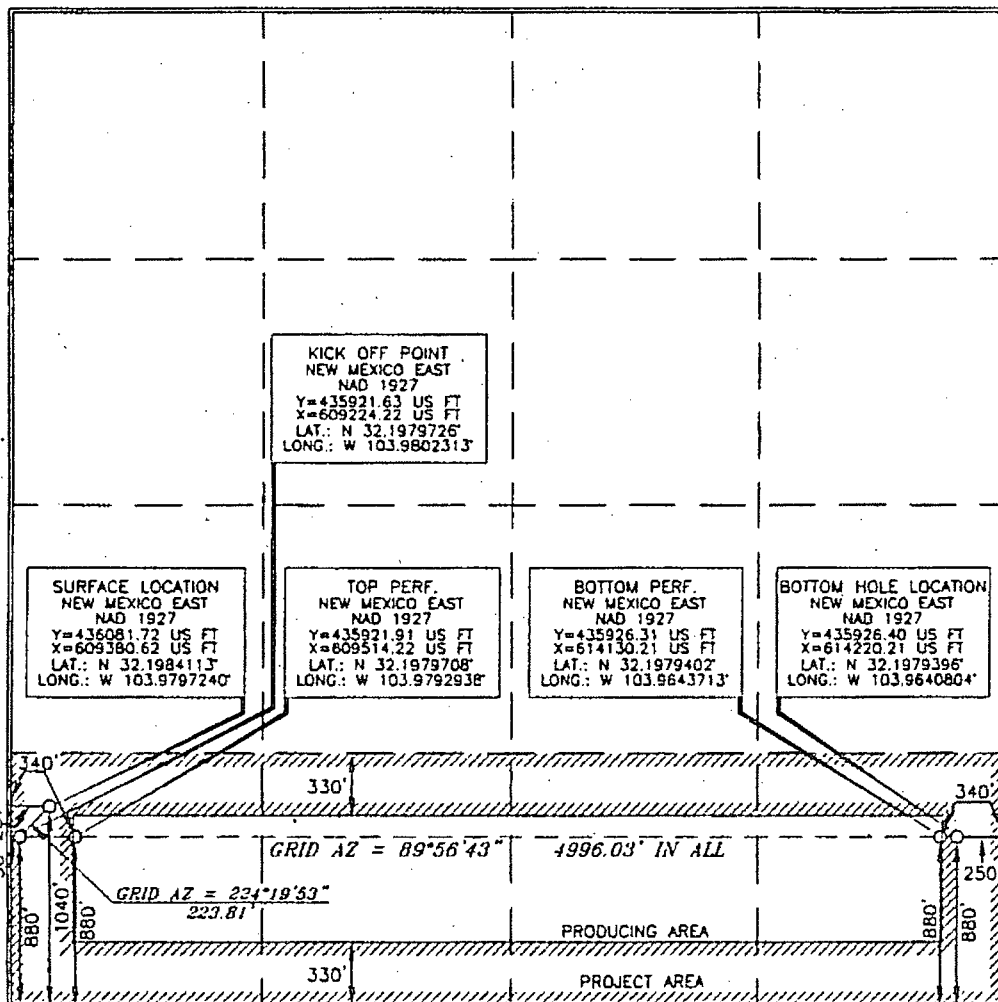 KICK OFF POINT
NEW MEXICO EAST
NAD 1927
Y=435921.63 US FT
X=609224.22 US FT
LAT.: N 32.1979726°
LONG.: W 103.9802313°
SURFACE LOCATION
NEW MEXICO EAST
NAD 1927
Y=436081.72 US FT
X=609380.62 US FT
LAT.: N 32.1984113°
LONG.: W 103.9797240°
TOP PERF.
NEW MEXICO EAST
NAD 1927
Y=435921.91 US FT
X=609514.22 US FT
LAT.: N 32.1979708°
LONG.: W 103.9792938°
BOTTOM PERF.
NEW MEXICO EAST
NAD 1927
Y=435926.31 US FT
X=614130.21 US FT
LAT.: N 32.1979402°
LONG.: W 103.9643713°
BOTTOM HOLE LOCATION
NEW MEXICO EAST
NAD 1927
Y=435926.40 US FT
X=614220.21 US FT
LAT.: N 32.1979396°
LONG.: W 103.9640804°
340'
330'
340'
GRID AZ = 89°56'43" 4996.03' IN ALL
250
GRID AZ = 224°19'53"
223.81'
880'
1040'
880'
PRODUCING AREA
880'
880'
330'
PROJECT AREA